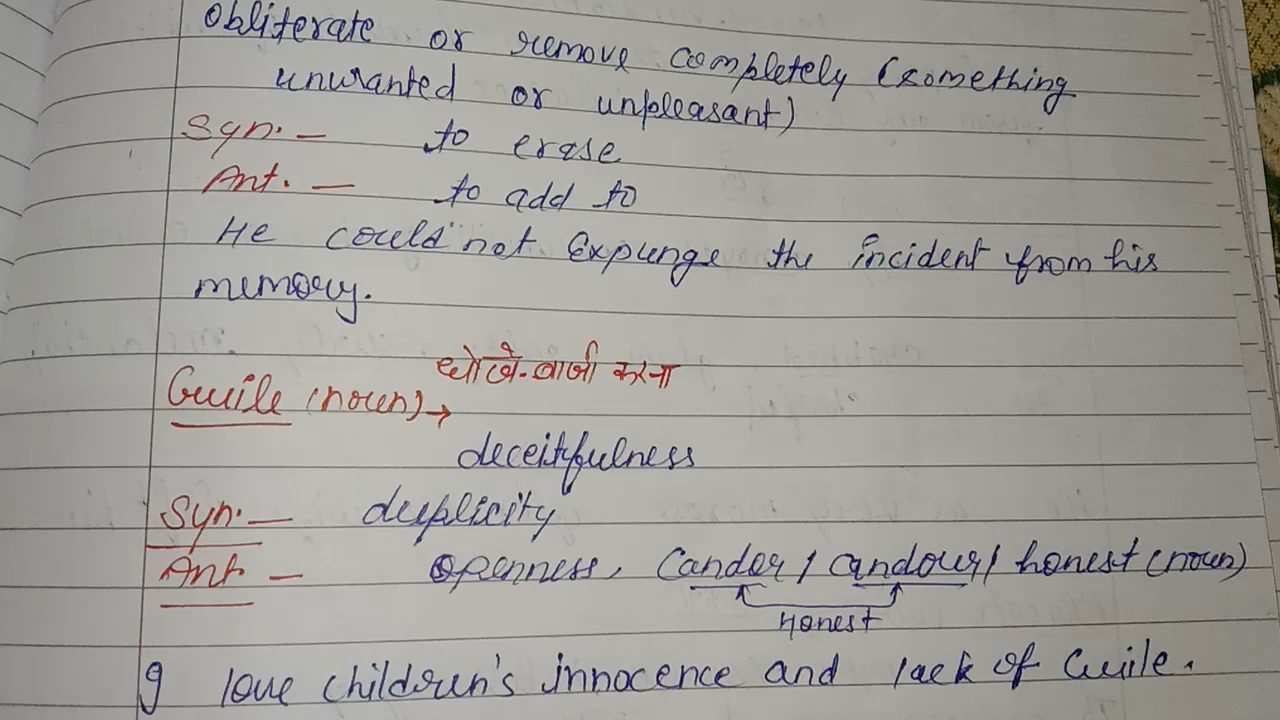 Obliterate or remove completely (something
unwanted or unpleasant)
Syn. – to erase
Ant. – to add to
He could not Expunge the incident from his
memory.
धोखे-बाजी करना
Guile (noun) →
deceitfulness
Syn. – duplicity
Ant – openness, Candor / candour / honest (noun)
Honest
I love children's innocence and lack of Guile.